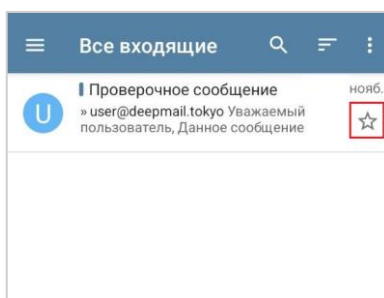 Все входящие
Проверочное сообщение нояб.
U » user@deepmail.tokyo Уважаемый
пользователь, Данное сообщение